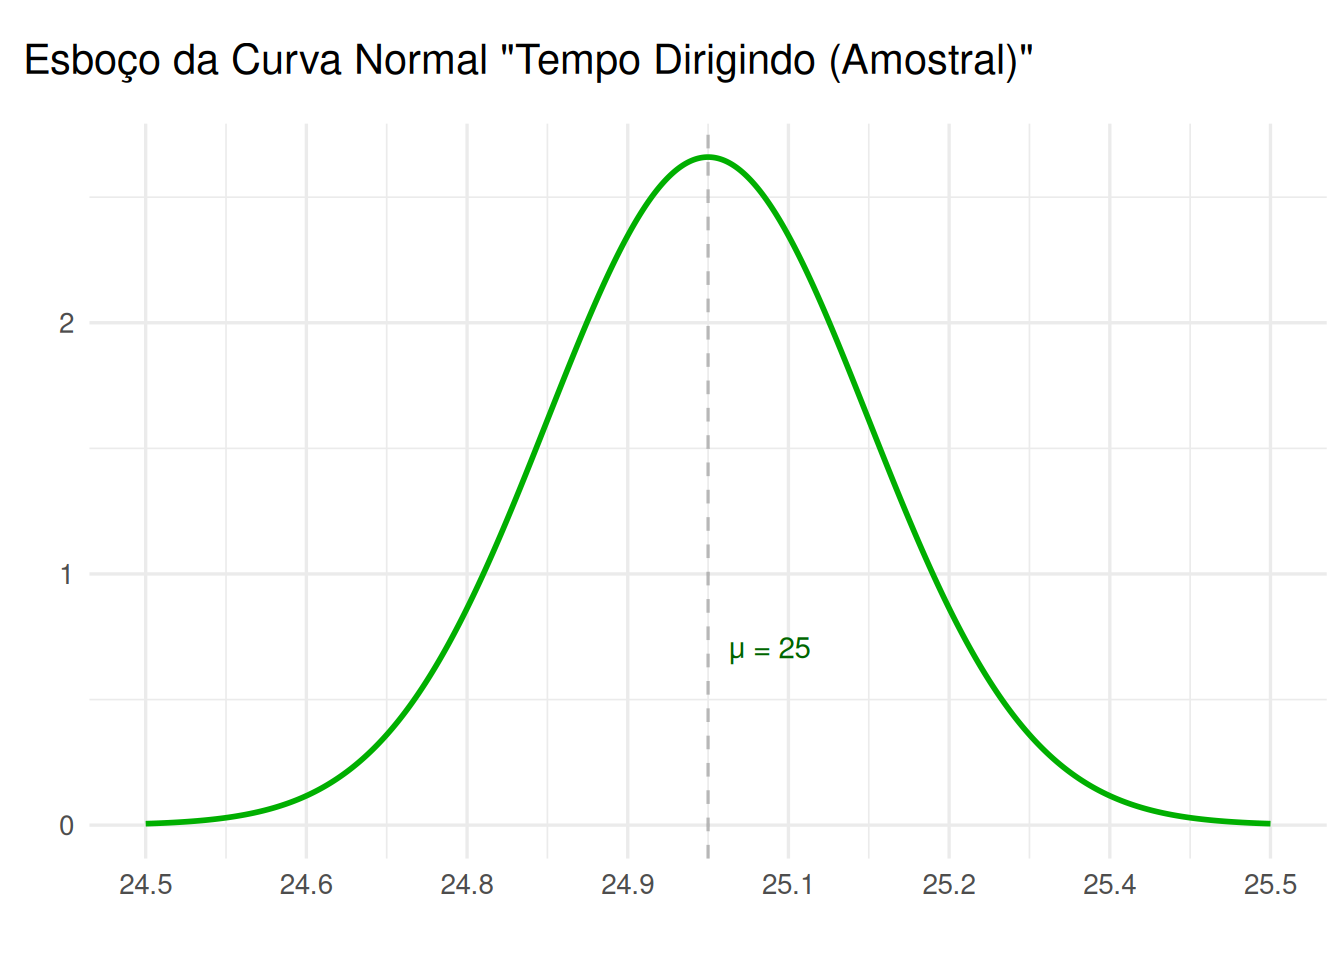 Esboço da Curva Normal "Tempo Dirigindo (Amostral)"
2
1
0
μ = 25
24.5 24.6 24.8 24.9 25.1 25.2 25.4 25.5